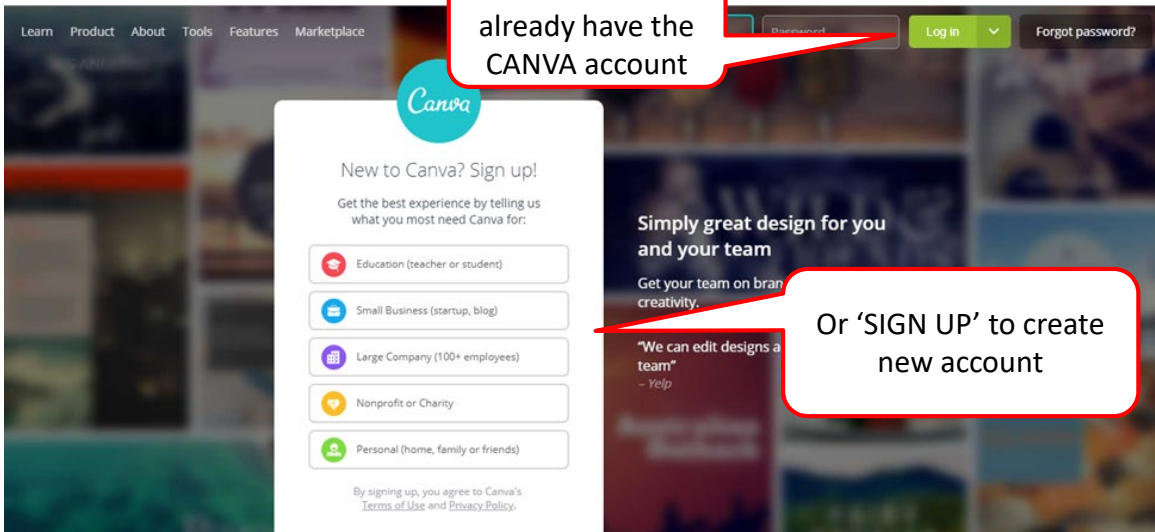 Learn Product About Tools Features Marketplace
already have the
CANVA account
Password
Log in
Forgot password?
Canva
New to Canva? Sign up!
Get the best experience by telling us
what you most need Canva for:
Education (teacher or student)
Small Business (startup, blog)
Large Company (100+ employees)
Nonprofit or Charity
Personal (home, family or friends)
By signing up, you agree to Canva's
Terms of Use and Privacy Policy.
Simply great design for you
and your team
Get your team on bran
creativity.
"We can edit designs a
team"
– Yelp
Or ‘SIGN UP’ to create
new account